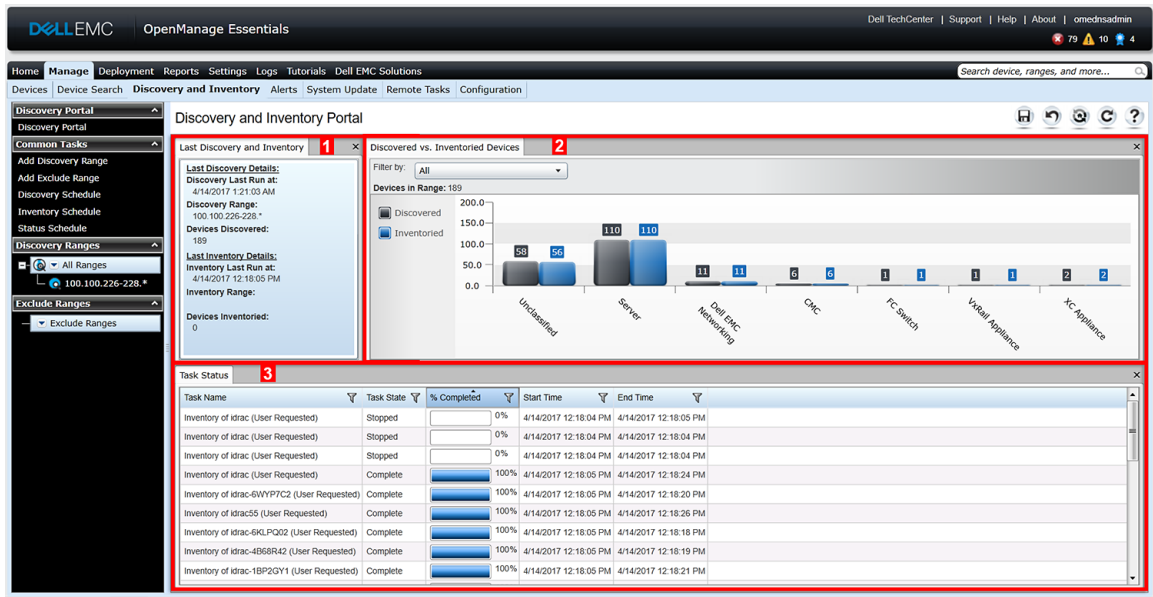 DELLEMC OpenManage Essentials
Dell TechCenter | Support | Help | About | omednsadmin
79 10 4
Home Manage Deployment Reports Settings Logs Tutorials Dell EMC Solutions
Search device, ranges, and more...
Devices Device Search Discovery and Inventory Alerts System Update Remote Tasks Configuration
Discovery Portal
Discovery Portal
Common Tasks
Add Discovery Range
Add Exclude Range
Discovery Schedule
Inventory Schedule
Status Schedule
Discovery Ranges
All Ranges
100.100.226-228.*
Exclude Ranges
Exclude Ranges
Discovery and Inventory Portal
?
Last Discovery and Inventory 1
Last Discovery Details:
Discovery Last Run at:
4/14/2017 1:21:03 AM
Discovery Range:
100.100.226-228.*
Devices Discovered:
189
Last Inventory Details:
Inventory Last Run at:
4/14/2017 12:18:05 PM
Inventory Range:
Devices Inventoried:
0
Discovered vs. Inventoried Devices 2
Filter by: All
Devices in Range: 189
Discovered
Inventoried
200.0
150.0
100.0
50.0
0.0
58 56 110 110 11 11 6 6 1 1 1 1 2 2
Unclassified
Server
Dell EMC
Networking
CMC
FC Switch
VxRail Appliance
XC Appliance
Task Status 3
Task Name Task State % Completed Start Time End Time
Inventory of idrac (User Requested) Stopped 0% 4/14/2017 12:18:04 PM 4/14/2017 12:18:05 PM
Inventory of idrac (User Requested) Stopped 0% 4/14/2017 12:18:04 PM 4/14/2017 12:18:04 PM
Inventory of idrac (User Requested) Stopped 0% 4/14/2017 12:18:04 PM 4/14/2017 12:18:04 PM
Inventory of idrac (User Requested) Complete 100% 4/14/2017 12:18:05 PM 4/14/2017 12:18:24 PM
Inventory of idrac-6WYP7C2 (User Requested) Complete 100% 4/14/2017 12:18:05 PM 4/14/2017 12:18:20 PM
Inventory of idrac55 (User Requested) Complete 100% 4/14/2017 12:18:05 PM 4/14/2017 12:18:26 PM
Inventory of idrac-6KLPQ02 (User Requested) Complete 100% 4/14/2017 12:18:05 PM 4/14/2017 12:18:18 PM
Inventory of idrac-4B68R42 (User Requested) Complete 100% 4/14/2017 12:18:05 PM 4/14/2017 12:18:19 PM
Inventory of idrac-1BP2GY1 (User Requested) Complete 100% 4/14/2017 12:18:05 PM 4/14/2017 12:18:21 PM